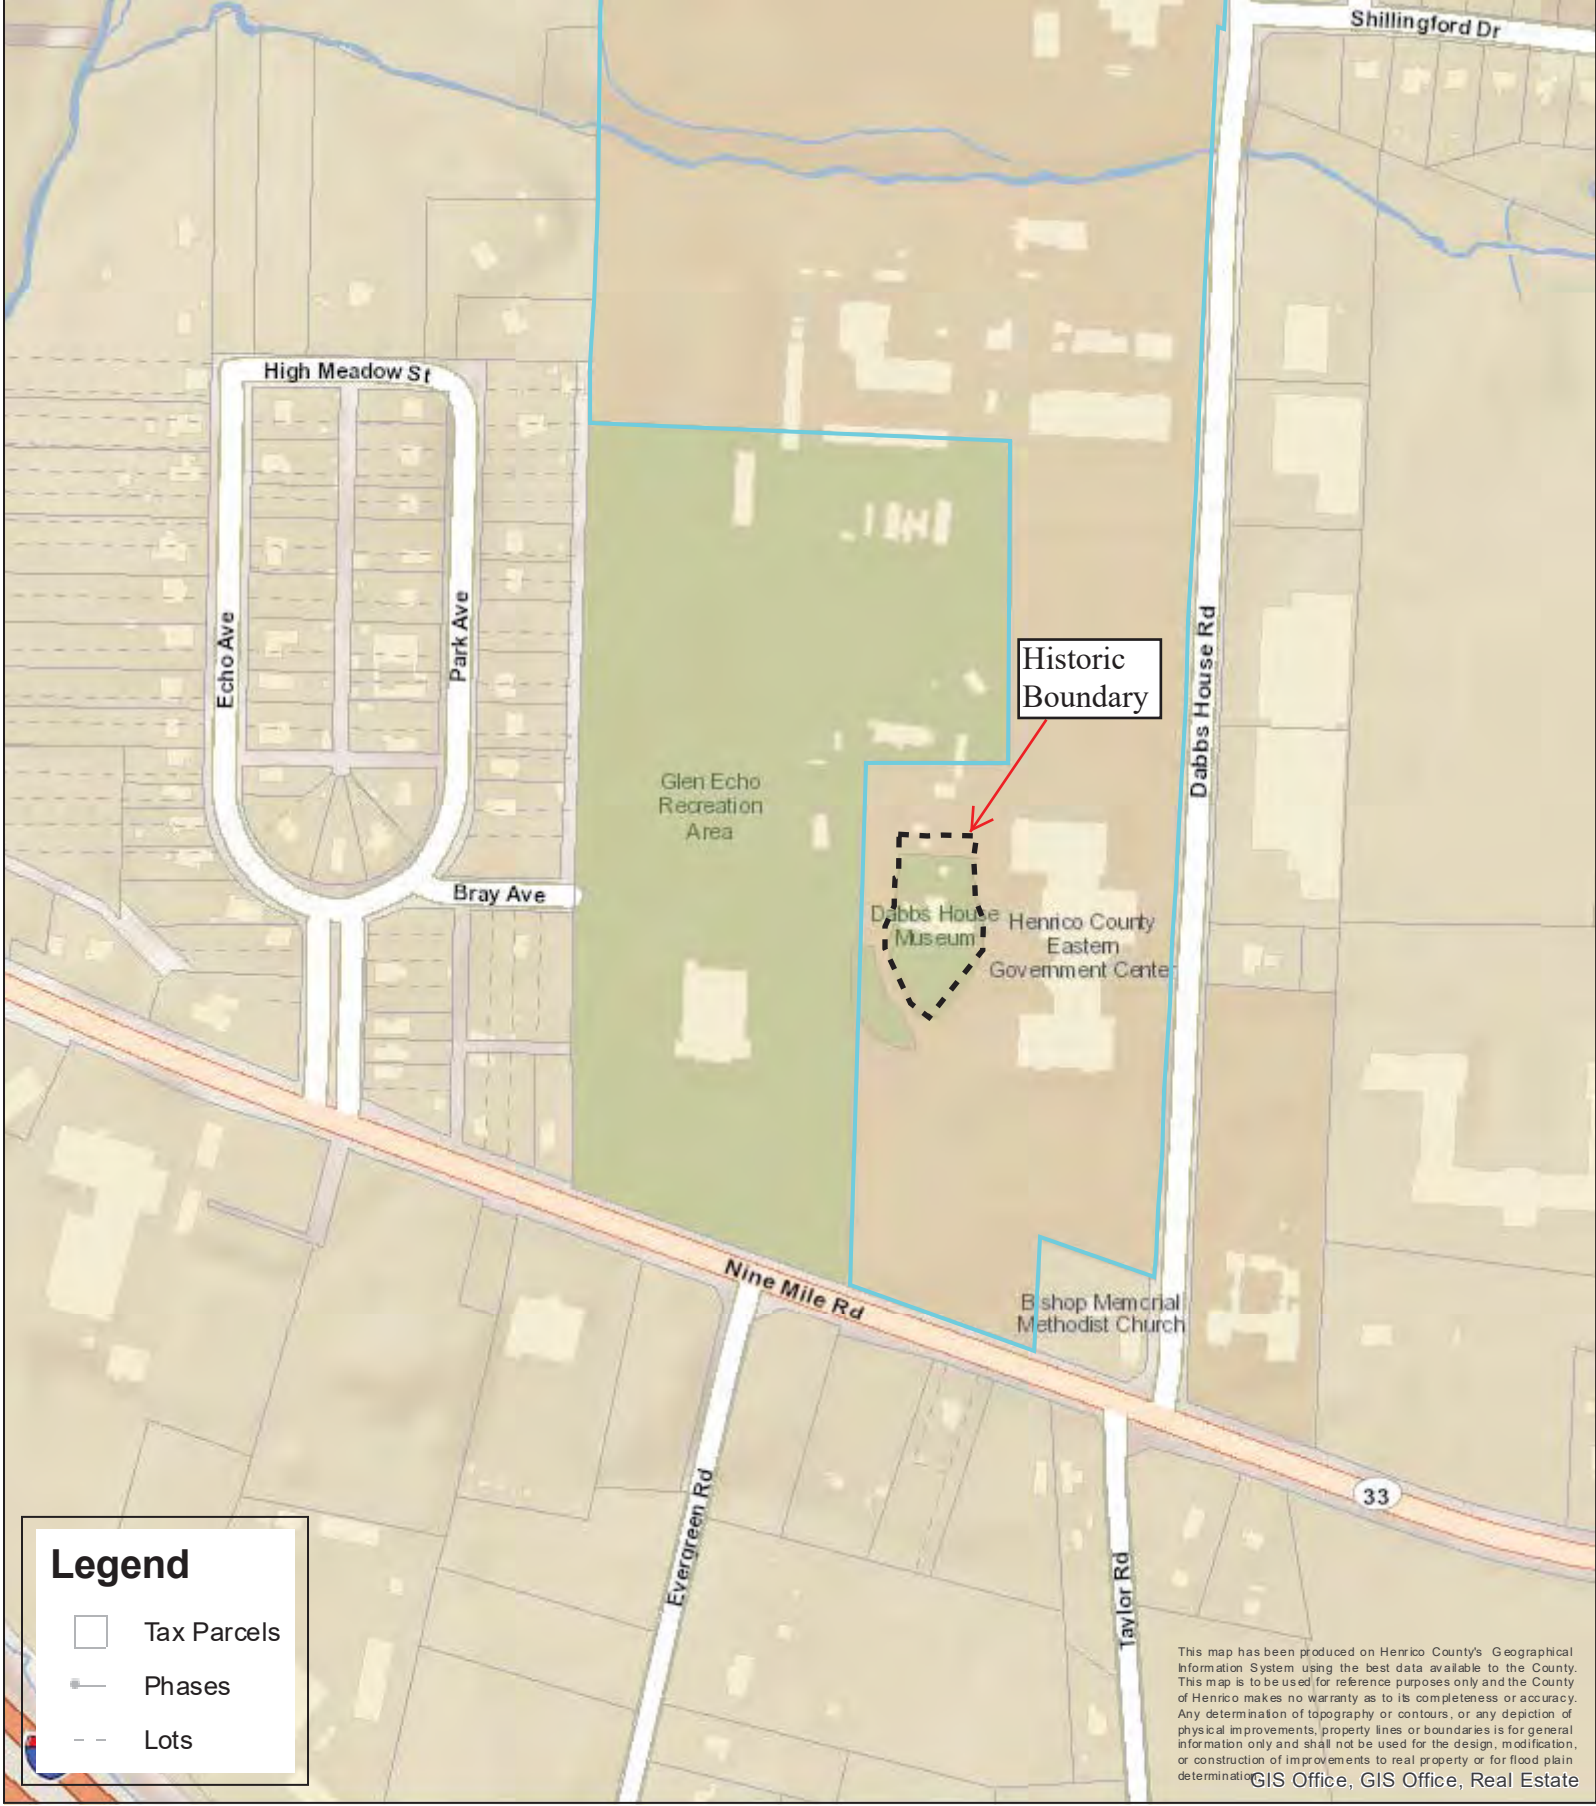 Shillingford Dr
High Meadow St
Echo Ave
Park Ave
Dabbs House Rd
Historic
Boundary
Glen Echo
Recreation
Area
Bray Ave
Dabbs House
Museum
Henrico County
Eastern
Government Center
Nine Mile Rd
Bishop Memorial
Methodist Church
33
Evergreen Rd
Taylor Rd
Legend
Tax Parcels
Phases
Lots
This map has been produced on Henrico County's Geographical
Information System using the best data available to the County.
This map is to be used for reference purposes only and the County
of Henrico makes no warranty as to its completeness or accuracy.
Any determination of topography or contours, or any depiction of
physical improvements, property lines or boundaries is for general
information only and shall not be used for the design, modification,
or construction of improvements to real property or for flood plain
determination
GIS Office, GIS Office, Real Estate